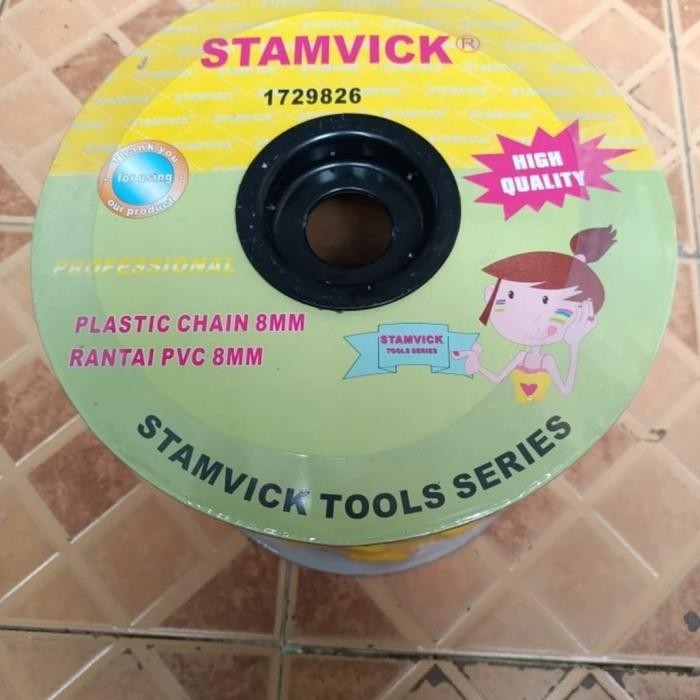 STAMVICK®
1729826
Thank you
for using
our product
HIGH
QUALITY
PROFESSIONAL
PLASTIC CHAIN 8MM
RANTAI PVC 8MM
STAMVICK
TOOLS SERIES
STAMVICK TOOLS SERIES